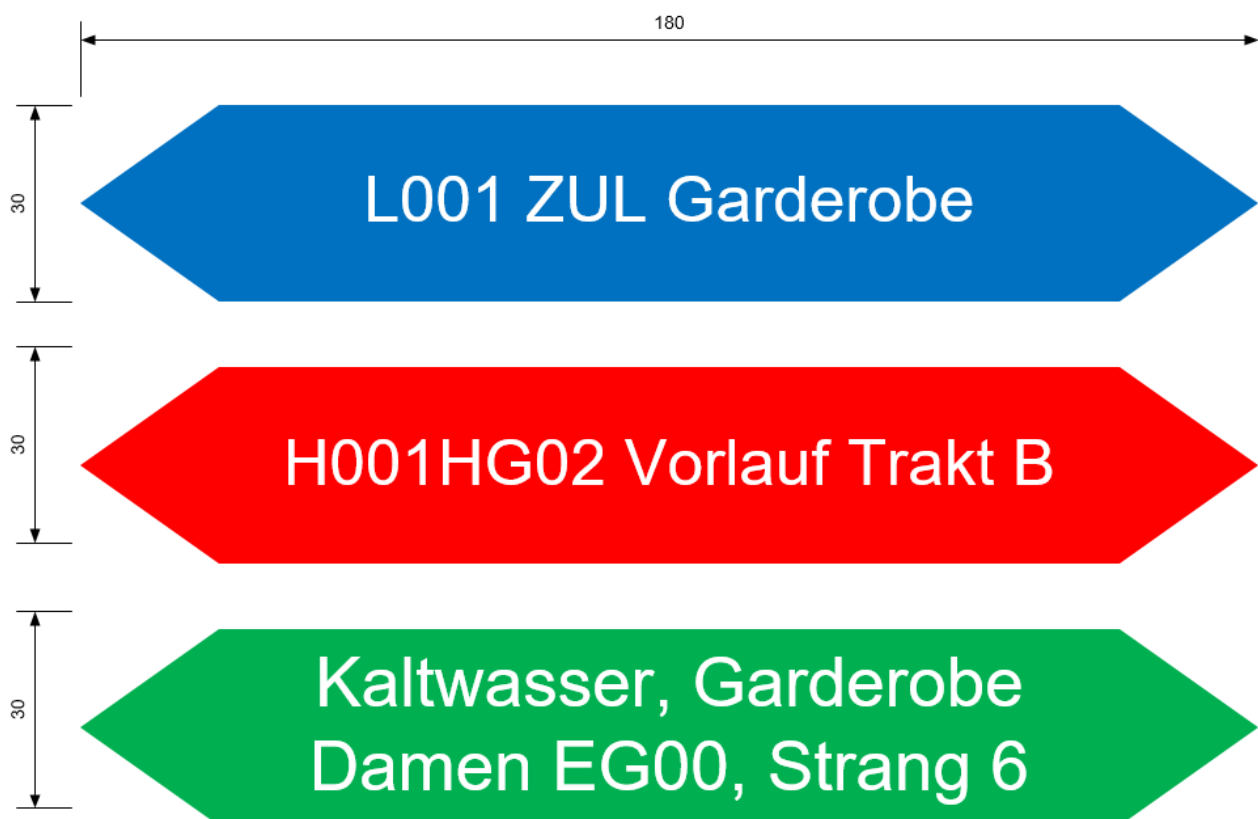 180
30
L001 ZUL Garderobe
30
H001HG02 Vorlauf Trakt B
30
Kaltwasser, Garderobe
Damen EG00, Strang 6